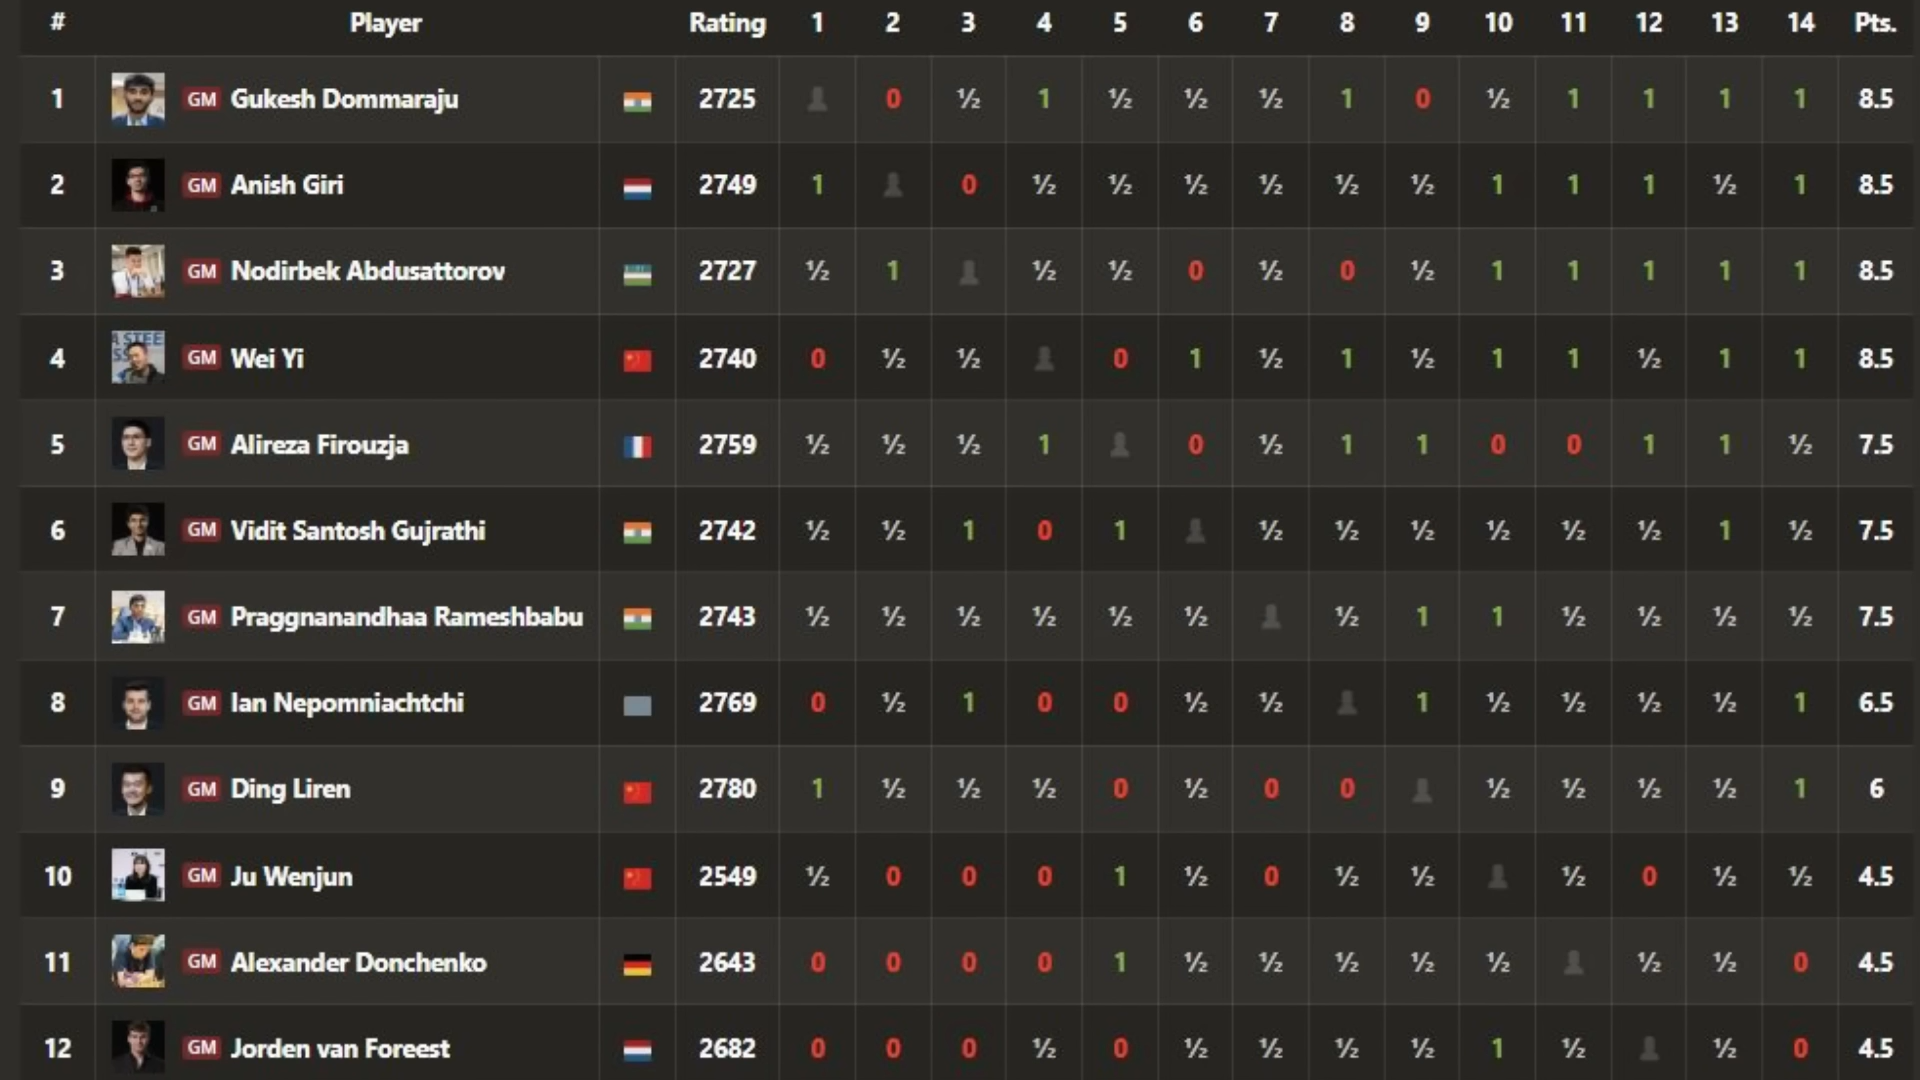 # Player Rating 1 2 3 4 5 6 7 8 9 10 11 12 13 14 Pts.
1 GM Gukesh Dommaraju 2725 0 ½ 1 ½ ½ ½ 1 0 ½ 1 1 1 1 8.5
2 GM Anish Giri 2749 1 0 ½ ½ ½ ½ ½ ½ 1 1 1 ½ 1 8.5
3 GM Nodirbek Abdusattorov 2727 ½ 1 ½ ½ 0 ½ 0 ½ 1 1 1 1 1 8.5
4 GM Wei Yi 2740 0 ½ ½ 0 1 ½ 1 ½ 1 1 ½ 1 1 8.5
5 GM Alireza Firouzja 2759 ½ ½ ½ 1 0 ½ 1 1 0 0 1 1 ½ 7.5
6 GM Vidit Santosh Gujrathi 2742 ½ ½ 1 0 1 ½ ½ ½ ½ ½ ½ 1 ½ 7.5
7 GM Praggnanandhaa Rameshbabu 2743 ½ ½ ½ ½ ½ ½ ½ 1 1 ½ ½ ½ ½ 7.5
8 GM Ian Nepomniachtchi 2769 0 ½ 1 0 0 ½ ½ 1 ½ ½ ½ ½ 1 6.5
9 GM Ding Liren 2780 1 ½ ½ ½ 0 ½ 0 0 ½ ½ ½ ½ 1 6
10 GM Ju Wenjun 2549 ½ 0 0 0 1 ½ 0 ½ ½ ½ 0 ½ ½ 4.5
11 GM Alexander Donchenko 2643 0 0 0 0 1 ½ ½ ½ ½ ½ ½ ½ 0 4.5
12 GM Jorden van Foreest 2682 0 0 0 ½ 0 ½ ½ ½ ½ 1 ½ ½ 0 4.5